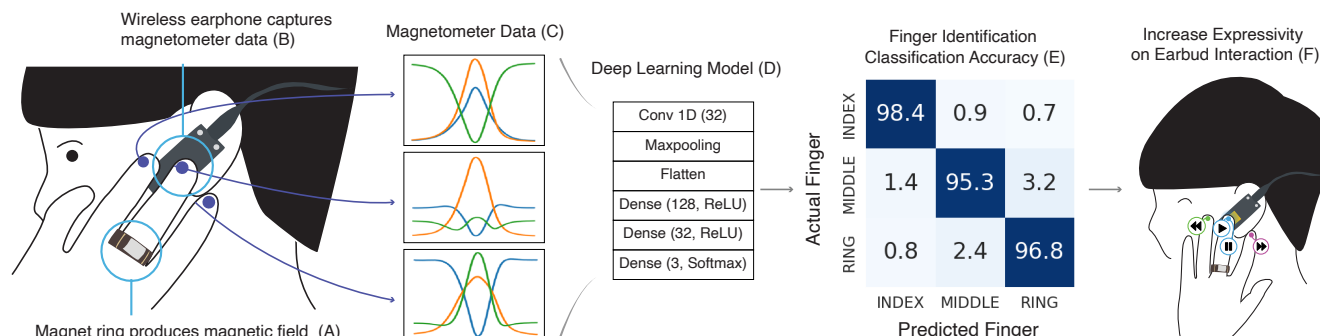 Wireless earphone captures
magnetometer data (B)
Magnet ring produces magnetic field (A)
Magnetometer Data (C)
Deep Learning Model (D)
Conv 1D (32)
Maxpooling
Flatten
Dense (128, ReLU)
Dense (32, ReLU)
Dense (3, Softmax)
Finger Identification
Classification Accuracy (E)
Actual Finger
INDEX
MIDDLE
RING
98.4 0.9 0.7
1.4 95.3 3.2
0.8 2.4 96.8
INDEX MIDDLE RING
Predicted Finger
Increase Expressivity
on Earbud Interaction (F)